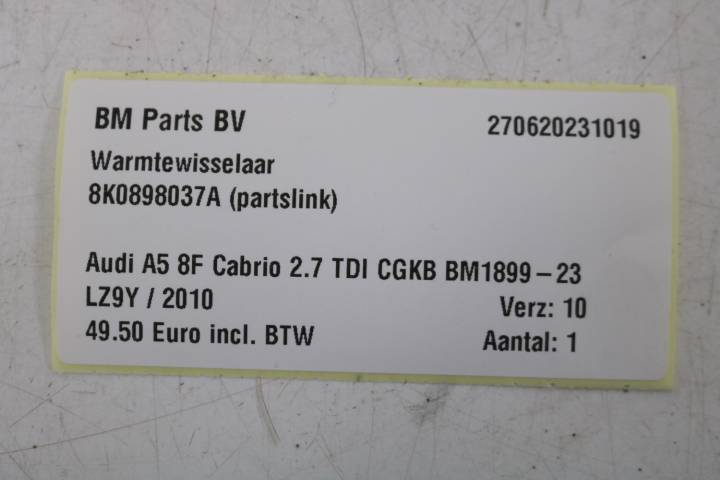 BM Parts BV 270620231019
Warmtewisselaar
8K0898037A (partslink)
Audi A5 8F Cabrio 2.7 TDI CGKB BM1899-23
LZ9Y / 2010 Verz: 10
49.50 Euro incl. BTW Aantal: 1